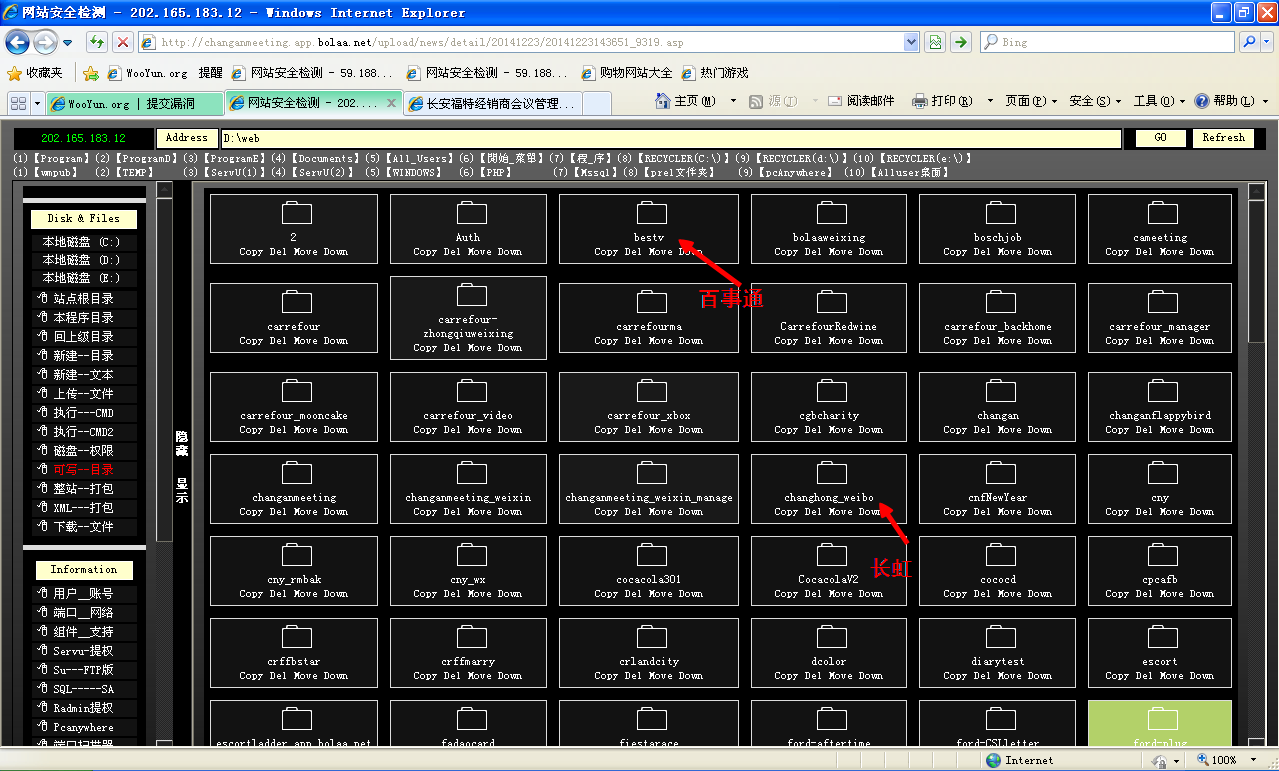 网站安全检测 - 202.165.183.12 - Windows Internet Explorer
http://changanmeeting.app.bolaa.net/upload/news/detail/20141223/20141223143651_9319.asp
Bing
收藏夹 WooYun.org 提醒 网站安全检测 - 59.188... 网站安全检测 - 59.188... 购物网站大全 热门游戏
WooYun.org | 提交漏洞 网站安全检测 - 202.... 长安福特经销商会议管理... 主页(M) 源(J) 阅读邮件 打印(R) 页面(P) 安全(S) 工具(O) 帮助(L)
202.165.183.12 Address D:\web GO Refresh
(1)【Program】(2)【ProgramD】(3)【ProgramE】(4)【Documents】(5)【All_Users】(6)【開始_菜單】(7)【程_序】(8)【RECYCLER(C:\)】(9)【RECYCLER(d:\)】(10)【RECYCLER(e:\)】
(1)【wmpub】 (2)【TEMP】 (3)【ServU(1)】(4)【ServU(2)】 (5)【WINDOWS】 (6)【PHP】 (7)【Mssql】(8)【prel文件夹】 (9)【pcAnywhere】 (10)【Alluser桌面】
Disk & Files
本地磁盘 (C:)
本地磁盘 (D:)
本地磁盘 (E:)
站点根目录
本程序目录
回上级目录
新建--目录
新建--文本
上传--文件
执行---CMD
执行--CMD2
磁盘--权限
可写--目录
整站--打包
XML---打包
下载--文件
Information
用户__账号
端口__网络
组件__支持
Servu-提权
Su---FTP版
SQL-----SA
Radmin提权
Pcanywhere
端口扫描器
隐藏
显示
2 Auth bestv bolaaweixing boschjob cameeting
Copy Del Move Down Copy Del Move Down Copy Del Move Down Copy Del Move Down Copy Del Move Down Copy Del Move Down
百事通
carrefour carrefour-zhongqiuweixing carrefourma CarrefourRedwine carrefour_backhome carrefour_manager
Copy Del Move Down Copy Del Move Down Copy Del Move Down Copy Del Move Down Copy Del Move Down Copy Del Move Down
carrefour_mooncake carrefour_video carrefour_xbox cgbcharity changan changanflappybird
Copy Del Move Down Copy Del Move Down Copy Del Move Down Copy Del Move Down Copy Del Move Down Copy Del Move Down
changanmeeting changanmeeting_weixin changanmeeting_weixin_manage changhong_weibo cnfNewYear cny
Copy Del Move Down Copy Del Move Down Copy Del Move Down Copy Del Move Down Copy Del Move Down Copy Del Move Down
长虹
cny_rmbak cny_wx cocacola301 CocacolaV2 cococd cpcafb
Copy Del Move Down Copy Del Move Down Copy Del Move Down Copy Del Move Down Copy Del Move Down Copy Del Move Down
crffbstar crffmarry crlandcity dcolor diarytest escort
Copy Del Move Down Copy Del Move Down Copy Del Move Down Copy Del Move Down Copy Del Move Down Copy Del Move Down
escortladder.app.bolaa.net fadaocard fiestarace ford-aftertime ford-CSLletter ford-plug
Internet 100%